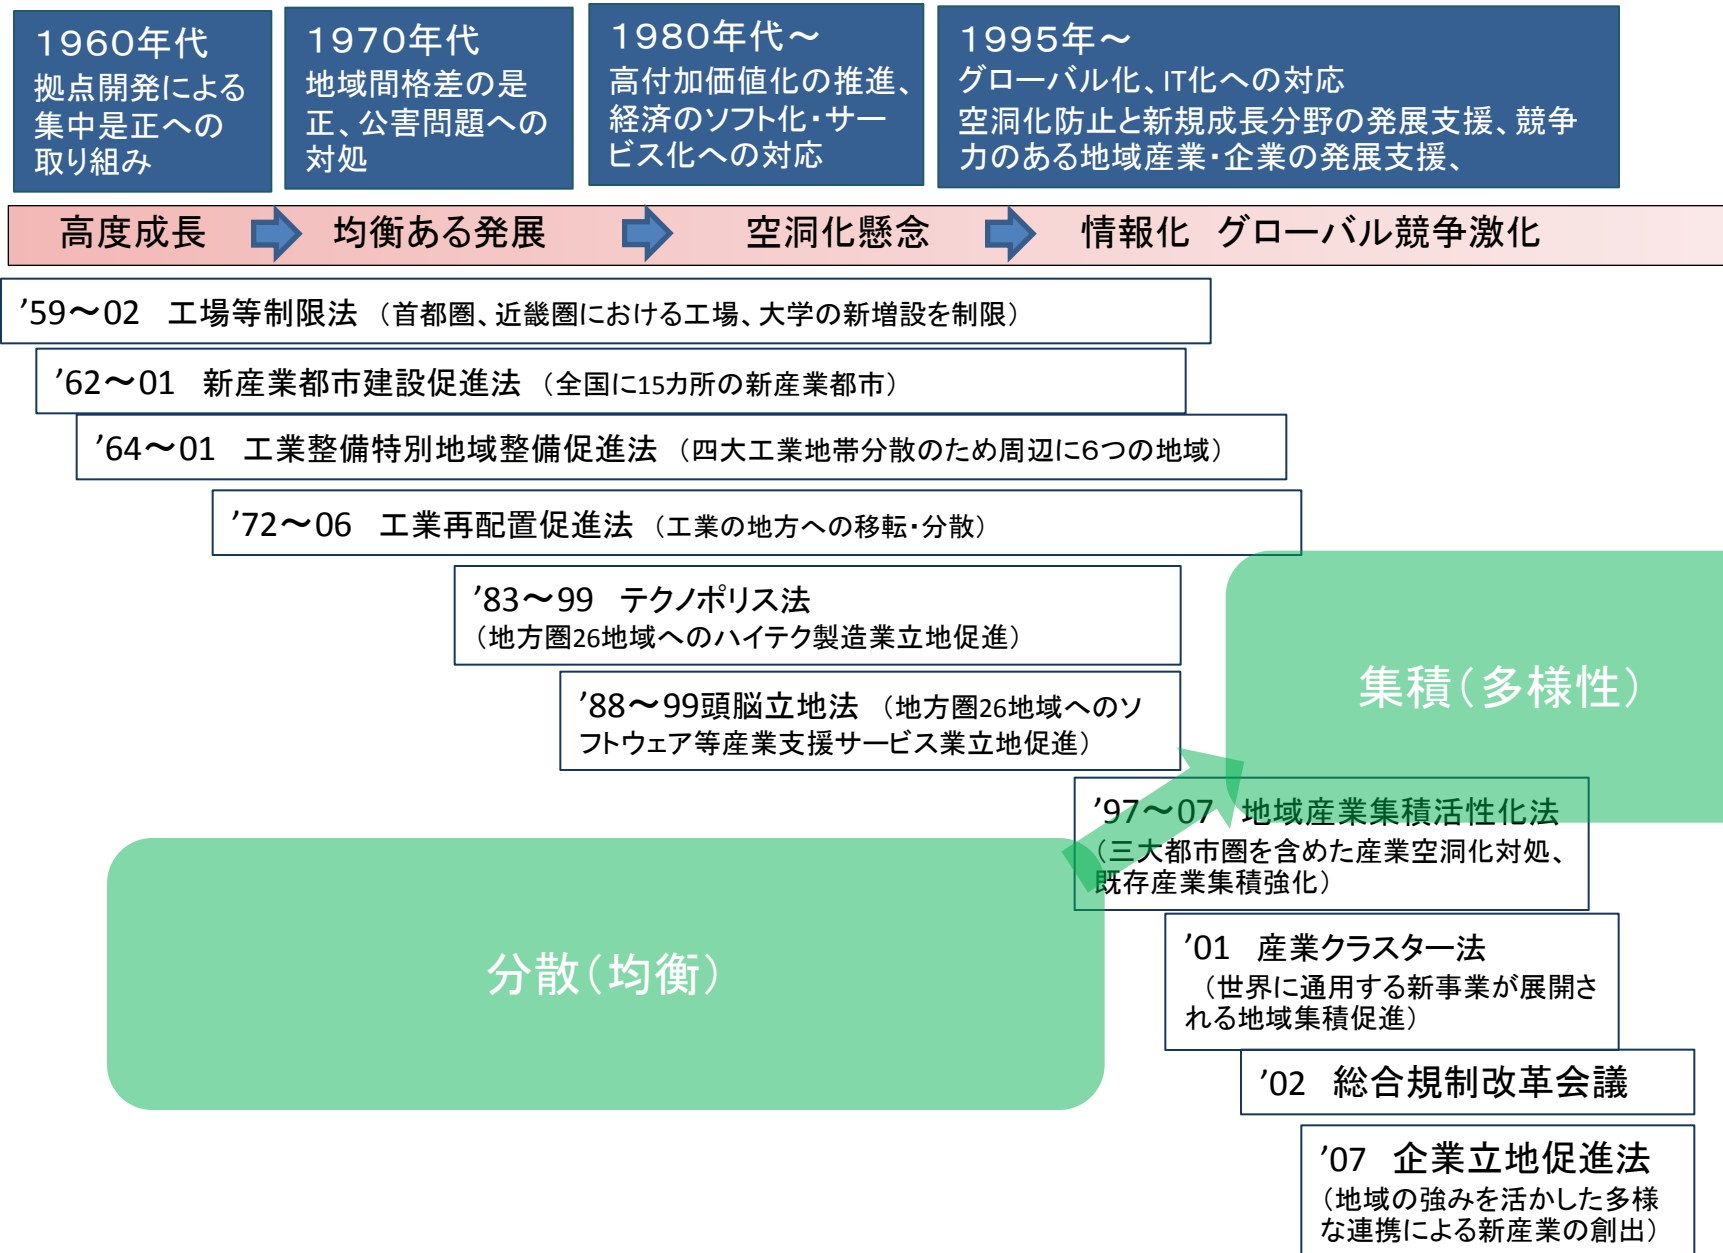 1960年代
拠点開発による
集中是正への
取り組み
1970年代
地域間格差の是
正、公害問題への
対処
1980年代～
高付加価値化の推進、
経済のソフト化・サー
ビス化への対応
1995年～
グローバル化、IT化への対応
空洞化防止と新規成長分野の発展支援、競争
力のある地域産業・企業の発展支援、
高度成長 均衡ある発展 空洞化懸念 情報化 グローバル競争激化
’59～02 工場等制限法 （首都圏、近畿圏における工場、大学の新増設を制限）
’62～01 新産業都市建設促進法 （全国に15カ所の新産業都市）
’64～01 工業整備特別地域整備促進法 （四大工業地帯分散のため周辺に６つの地域）
’72～06 工業再配置促進法 （工業の地方への移転・分散）
’83～99 テクノポリス法
（地方圏26地域へのハイテク製造業立地促進）
’88～99頭脳立地法 （地方圏26地域へのソ
フトウェア等産業支援サービス業立地促進）
集積（多様性）
’97～07 地域産業集積活性化法
（三大都市圏を含めた産業空洞化対処、
既存産業集積強化）
分散（均衡）
’01 産業クラスター法
（世界に通用する新事業が展開さ
れる地域集積促進）
’02 総合規制改革会議
’07 企業立地促進法
（地域の強みを活かした多様
な連携による新産業の創出）